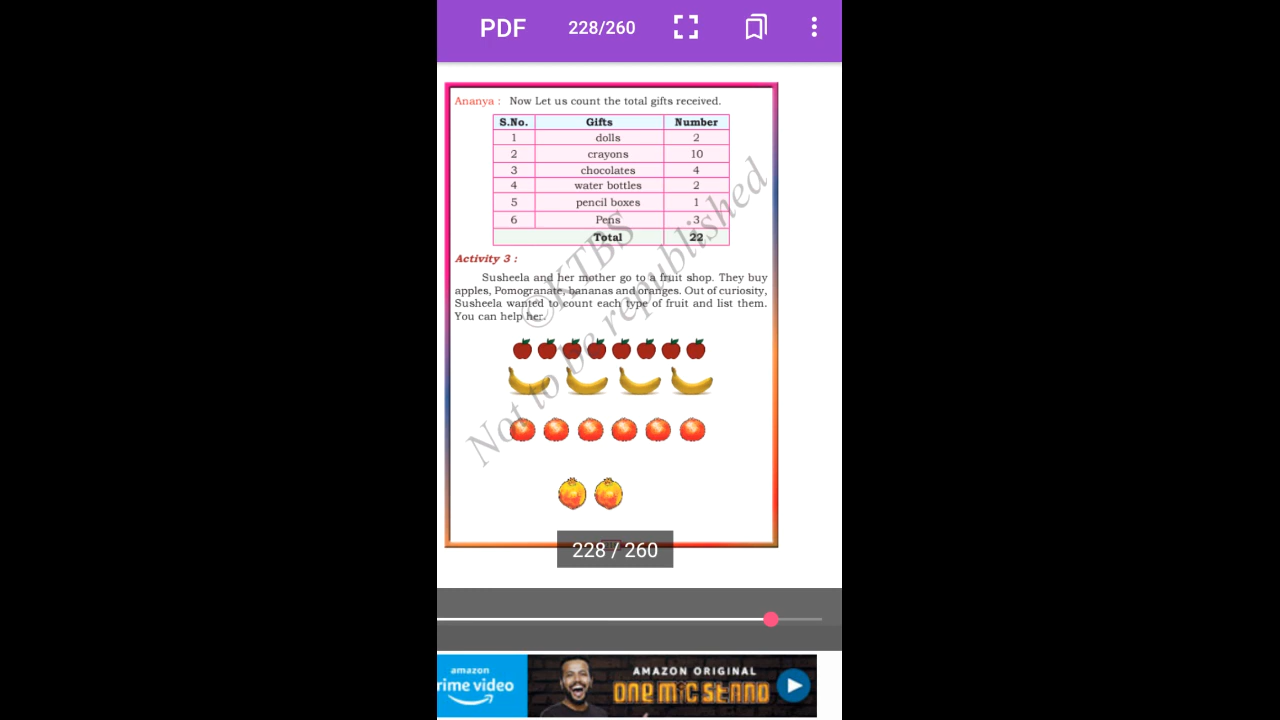 PDF 228/260
Ananya : Now Let us count the total gifts received.
S.No. Gifts Number
1 dolls 2
2 crayons 10
3 chocolates 4
4 water bottles 2
5 pencil boxes 1
6 Pens 3
Total 22
Activity 3 :
Susheela and her mother go to a fruit shop. They buy
apples, Pomogranate, bananas and oranges. Out of curiosity,
Susheela wanted to count each type of fruit and list them.
You can help her.
©KTBS
Not to be republished
228 / 260
amazon
rime video
AMAZON ORIGINAL
ONE MIC STAND